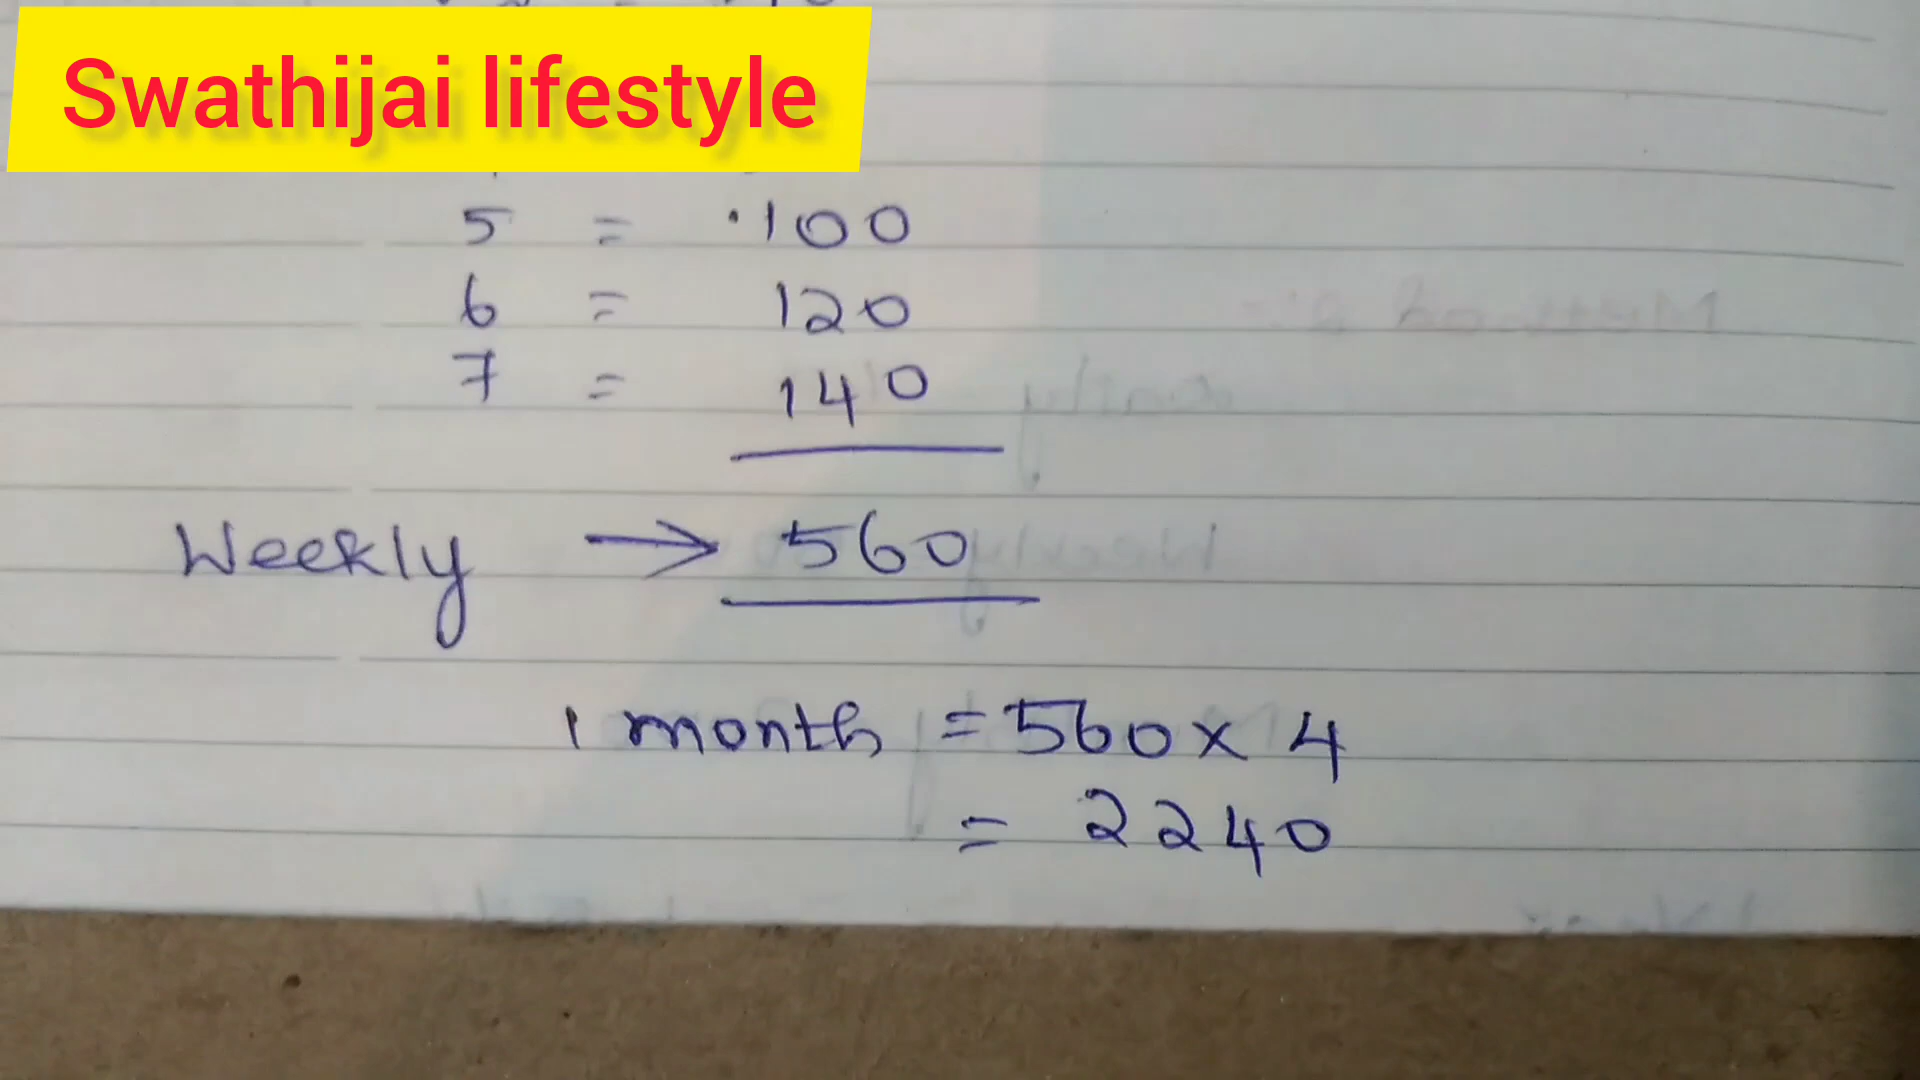 Swathijai lifestyle
5 = 100
6 = 120
7 = 140
Weekly → 560
1 month = 560 x 4
= 2240